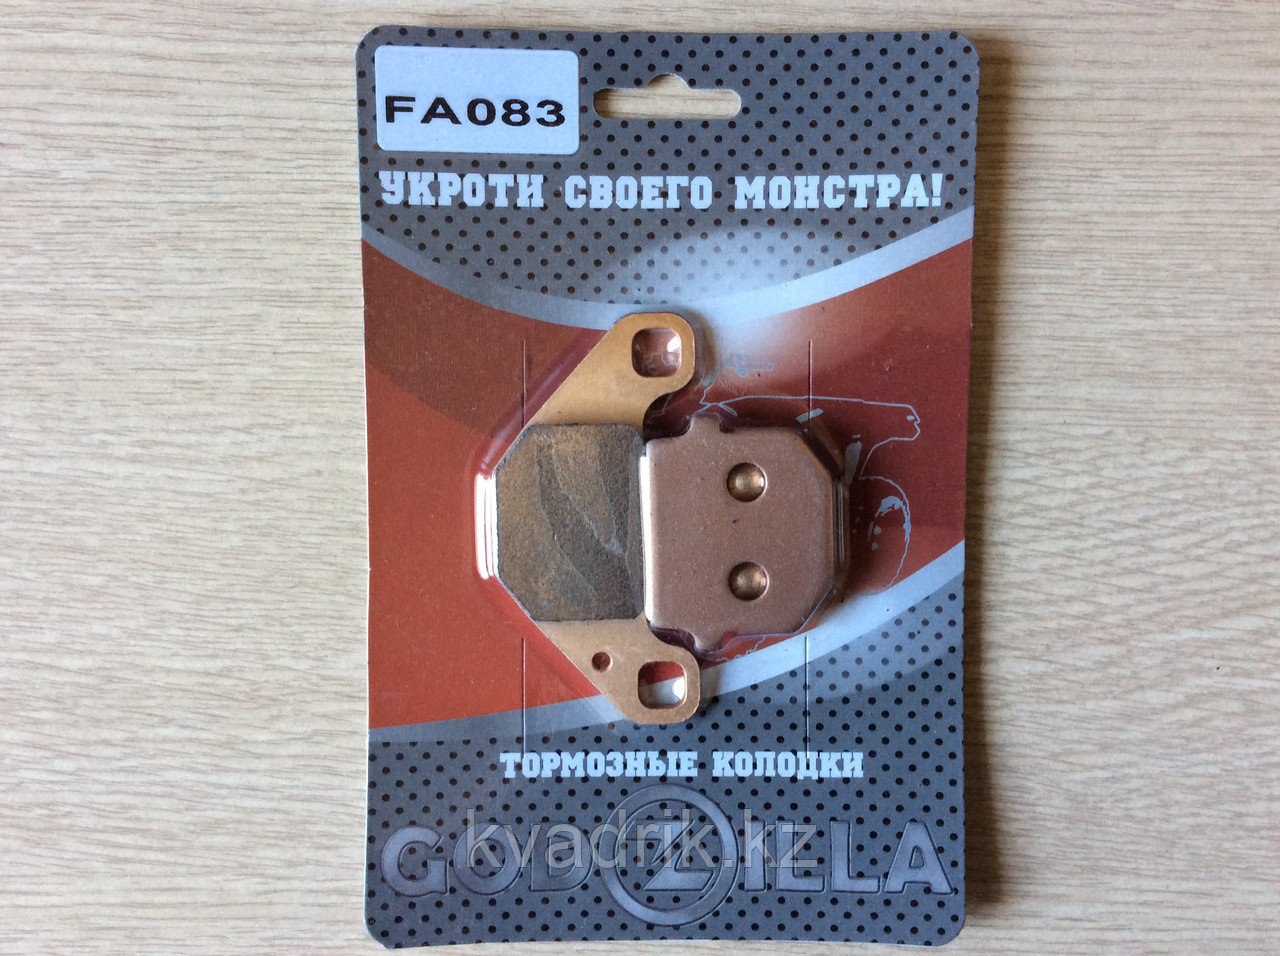 FA083
УКРОТИ СВОЕГО МОНСТРА!
ТОРМОЗНЫЕ КОЛОДКИ
kvadrik.kz
GODZILLA